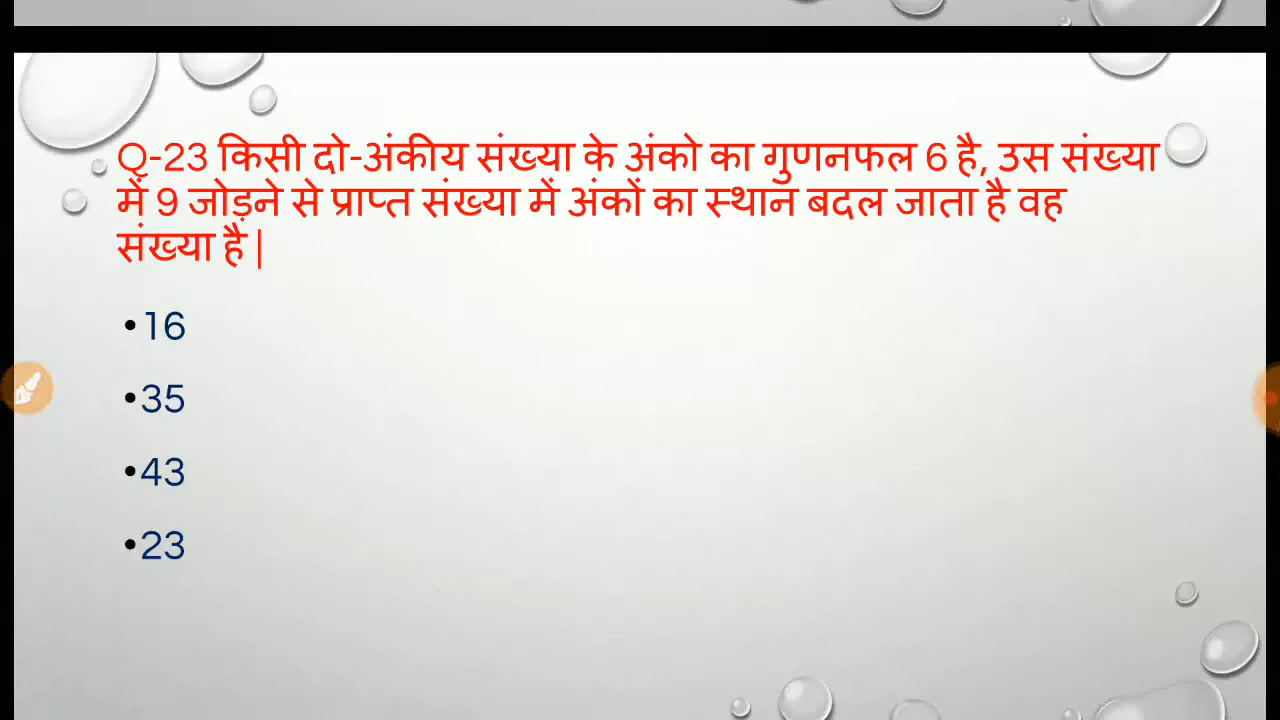 Q-23 किसी दो-अंकीय संख्या के अंको का गुणनफल 6 है, उस संख्या
में 9 जोड़ने से प्राप्त संख्या में अंकों का स्थान बदल जाता है वह
संख्या है |
•16
•35
•43
•23